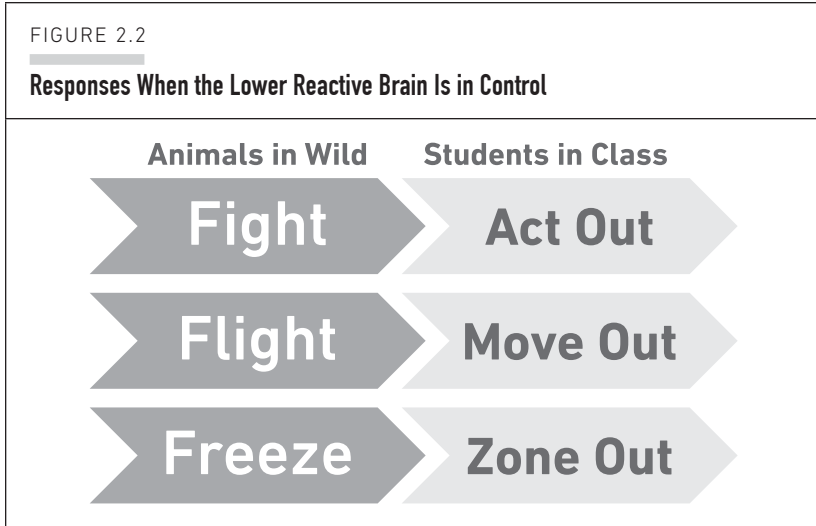 FIGURE 2.2
Responses When the Lower Reactive Brain Is in Control
Animals in Wild Students in Class
Fight Act Out
Flight Move Out
Freeze Zone Out